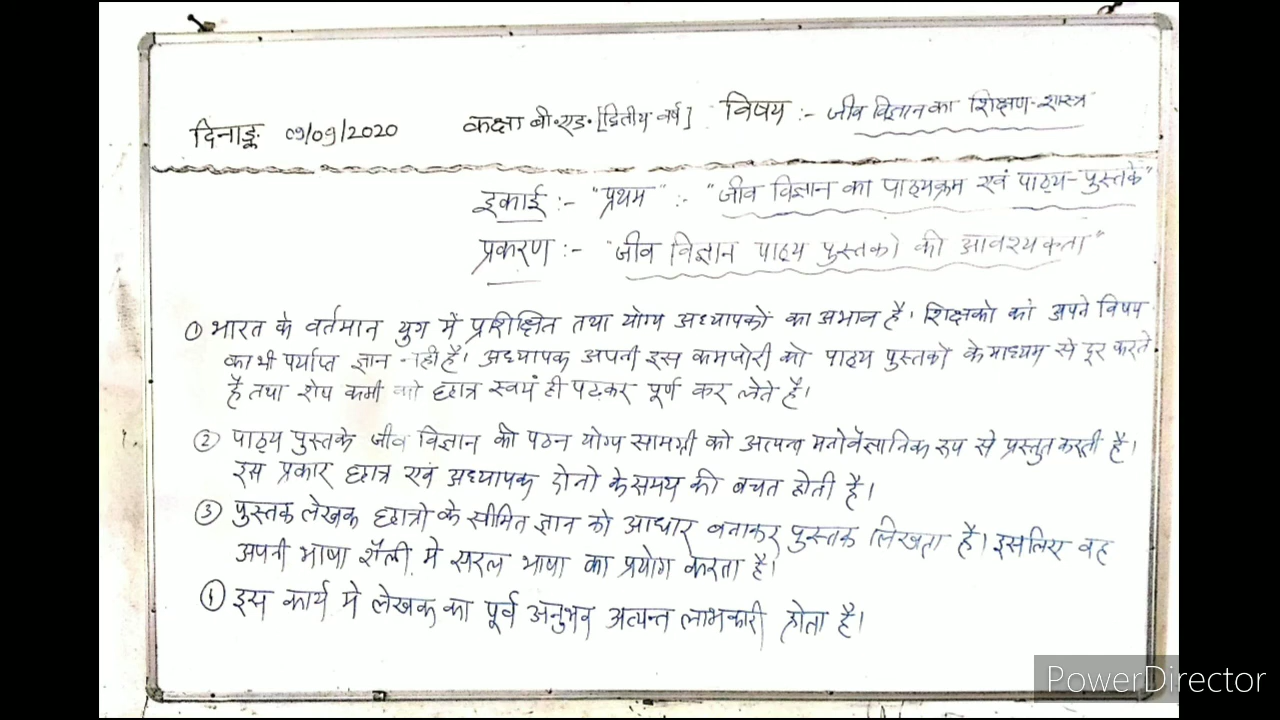 दिनाङ्क 09/09/2020 कक्षा बी॰एड॰ [द्वितीय वर्ष] विषय :- जीव विज्ञान का शिक्षण-शास्त्र
इकाई :- "प्रथम" :- "जीव विज्ञान का पाठ्यक्रम एवं पाठ्य-पुस्तके"
प्रकरण :- "जीव विज्ञान पाठ्य पुस्तको की आवश्यकता"
① भारत के वर्तमान युग में प्रशिक्षित तथा योग्य अध्यापकों का अभाव है। शिक्षको को अपने विषय
का भी पर्याप्त ज्ञान नही है। अध्यापक अपनी इस कमजोरी को पाठ्य पुस्तको के माध्यम से दूर करते
है तथा शेष कमी को छात्र स्वयं ही पढ़कर पूर्ण कर लेते है।
② पाठ्य पुस्तके जीव विज्ञान की पठन योग्य सामग्री को अत्यन्त मनोवैज्ञानिक रूप से प्रस्तुत करती है।
इस प्रकार छात्र एवं अध्यापक दोनो के समय की बचत होती है।
③ पुस्तक लेखक छात्रो के सीमित ज्ञान को आधार बनाकर पुस्तक लिखता है। इसलिए वह
अपनी भाषा शैली मे सरल भाषा का प्रयोग करता है।
④ इस कार्य मे लेखक का पूर्व अनुभव अत्यन्त लाभकारी होता है।
PowerDirector